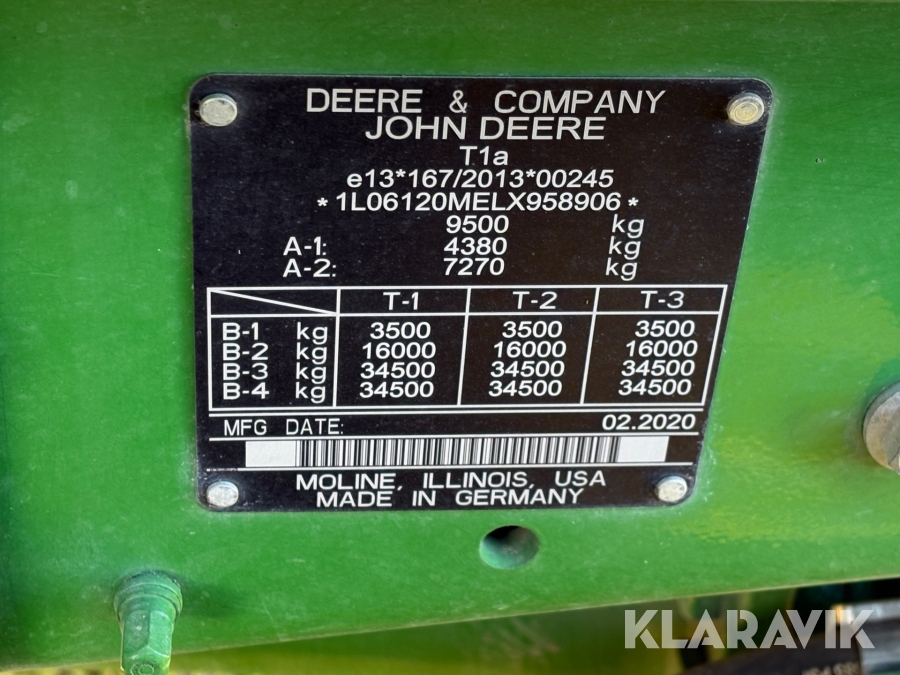 DEERE & COMPANY
JOHN DEERE
T1a
e13*167/2013*00245
* 1L06120MELX958906 *
9500 kg
A-1: 4380 kg
A-2: 7270 kg
T-1 T-2 T-3
B-1 kg 3500 3500 3500
B-2 kg 16000 16000 16000
B-3 kg 34500 34500 34500
B-4 kg 34500 34500 34500
MFG DATE: 02.2020
MOLINE, ILLINOIS, USA
MADE IN GERMANY
KLARAVIK